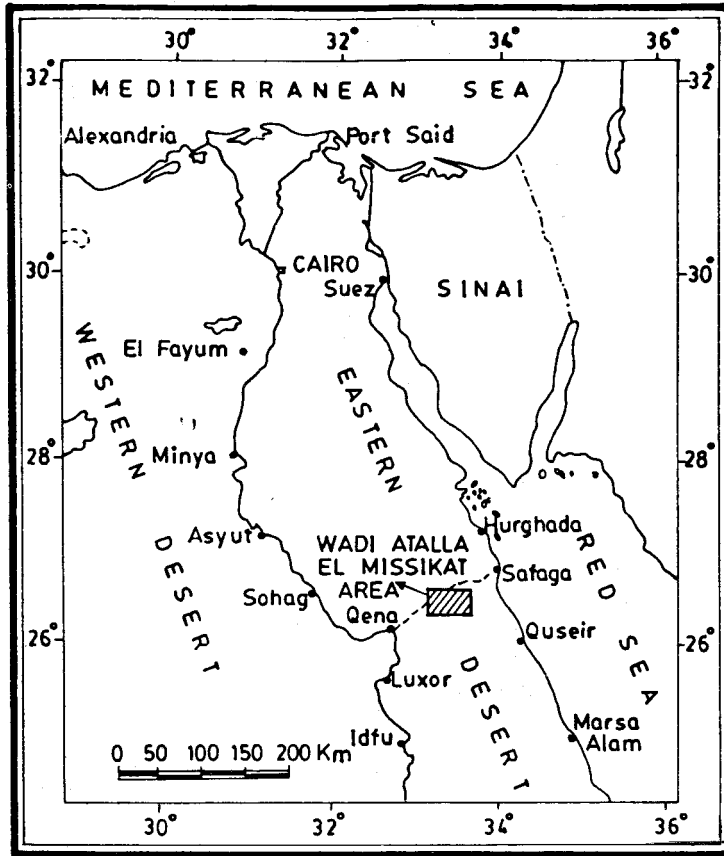 30° 32° 34° 36°
32° 32°
MEDITERRANEAN SEA
Alexandria Port Said
30° 30°
CAIRO
Suez
SINAI
WESTERN DESERT
El Fayum
EASTERN DESERT
28° 28°
Minya
Hurghada
RED SEA
Asyut
WADI ATALLA
EL MISSIKAT
AREA
Safaga
Sohag
Qena
26° 26°
Quseir
Luxor
Idfu
Marsa
Alam
0 50 100 150 200 Km
30° 32° 34° 36°